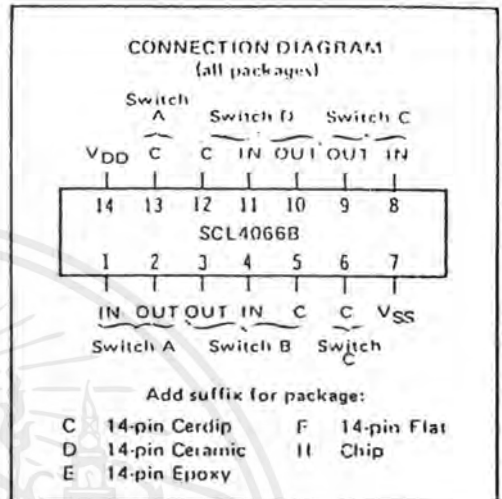 CONNECTION DIAGRAM
(all packages)
Switch A Switch D Switch C
VDD C C IN OUT OUT IN
14 13 12 11 10 9 8
SCL4066B
1 2 3 4 5 6 7
IN OUT OUT IN C C VSS
Switch A Switch B Switch C
Add suffix for package:
C 14-pin Cerdip F 14-pin Flat
D 14-pin Ceramic H Chip
E 14-pin Epoxy